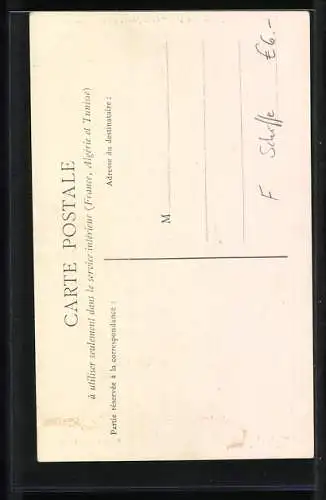 CARTE POSTALE
à utiliser seulement dans le service intérieur (France, Algérie et Tunisie)
Partie réservée à la correspondance :
Adresse du destinataire :
M
F Scheffe €6.-